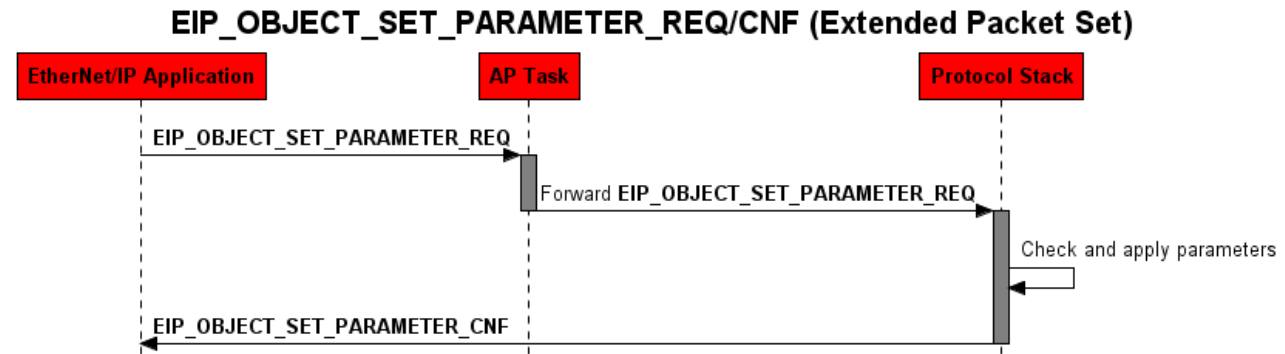 EIP_OBJECT_SET_PARAMETER_REQ/CNF (Extended Packet Set)
EtherNet/IP Application
AP Task
Protocol Stack
EIP_OBJECT_SET_PARAMETER_REQ
Forward EIP_OBJECT_SET_PARAMETER_REQ
Check and apply parameters
EIP_OBJECT_SET_PARAMETER_CNF